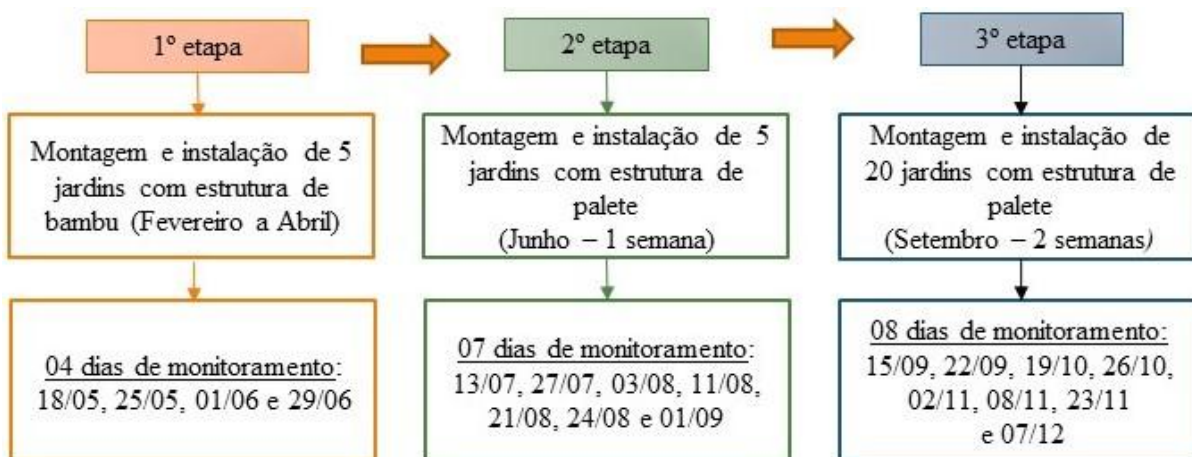 1º etapa
2º etapa
3º etapa
Montagem e instalação de 5
jardins com estrutura de
bambu (Fevereiro a Abril)
Montagem e instalação de 5
jardins com estrutura de
palete
(Junho – 1 semana)
Montagem e instalação de
20 jardins com estrutura de
palete
(Setembro – 2 semanas)
04 dias de monitoramento:
18/05, 25/05, 01/06 e 29/06
07 dias de monitoramento:
13/07, 27/07, 03/08, 11/08,
21/08, 24/08 e 01/09
08 dias de monitoramento:
15/09, 22/09, 19/10, 26/10,
02/11, 08/11, 23/11
e 07/12